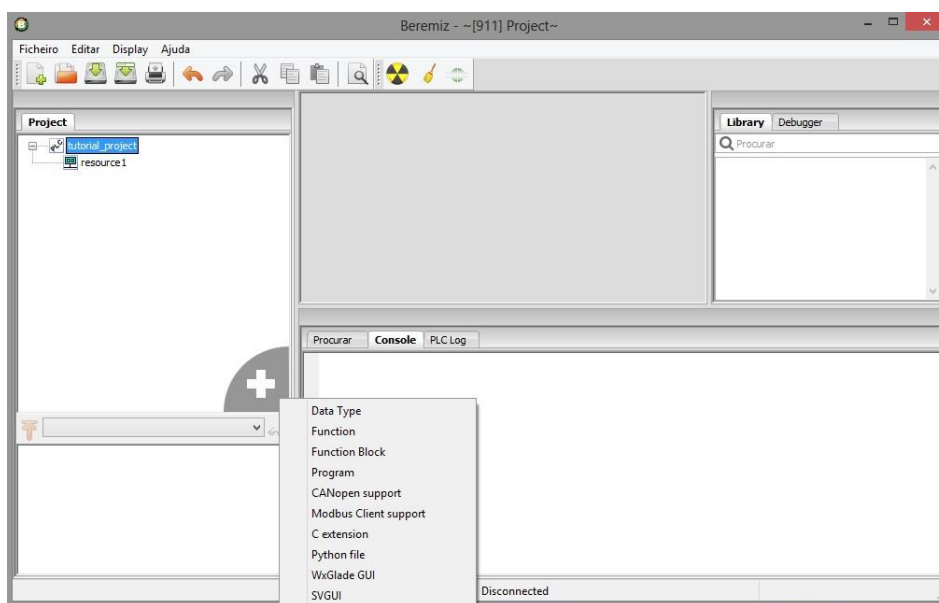 Beremiz - ~[911] Project~
Ficheiro Editar Display Ajuda
Project
tutorial_project
resource1
Library Debugger
Procurar
Procurar Console PLC Log
Data Type
Function
Function Block
Program
CANopen support
Modbus Client support
C extension
Python file
WxGlade GUI
SVGUI
Disconnected